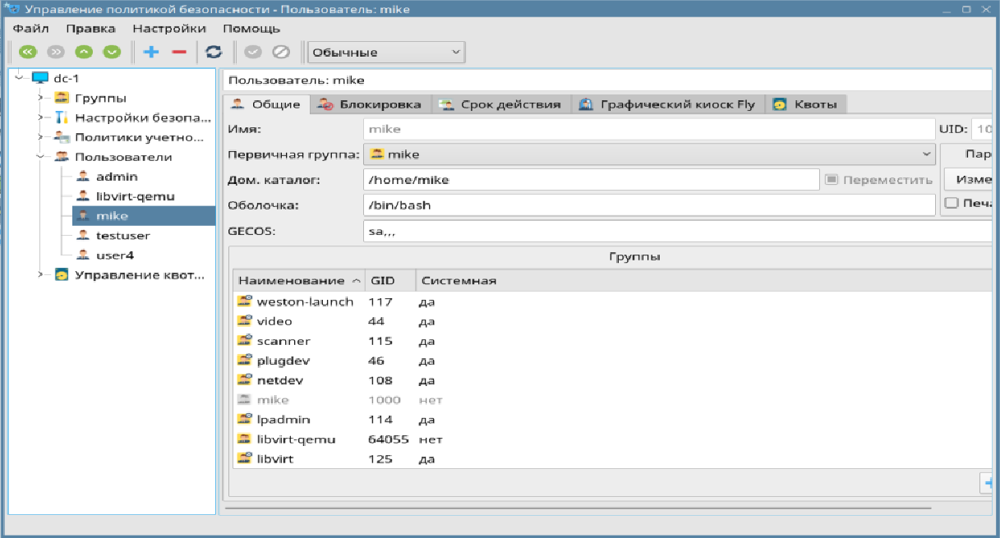 Управление политикой безопасности - Пользователь: mike
Файл Правка Настройки Помощь
Обычные
dc-1
Группы
Настройки безопа...
Политики учетно...
Пользователи
admin
libvirt-qemu
mike
testuser
user4
Управление квот...
Пользователь: mike
Общие Блокировка Срок действия Графический киоск Fly Квоты
Имя: mike UID: 10
Первичная группа: mike Пар
Дом. каталог: /home/mike Переместить Изме
Оболочка: /bin/bash Печа
GECOS: sa,,,
Группы
Наименование GID Системная
weston-launch 117 да
video 44 да
scanner 115 да
plugdev 46 да
netdev 108 да
mike 1000 нет
lpadmin 114 да
libvirt-qemu 64055 нет
libvirt 125 да